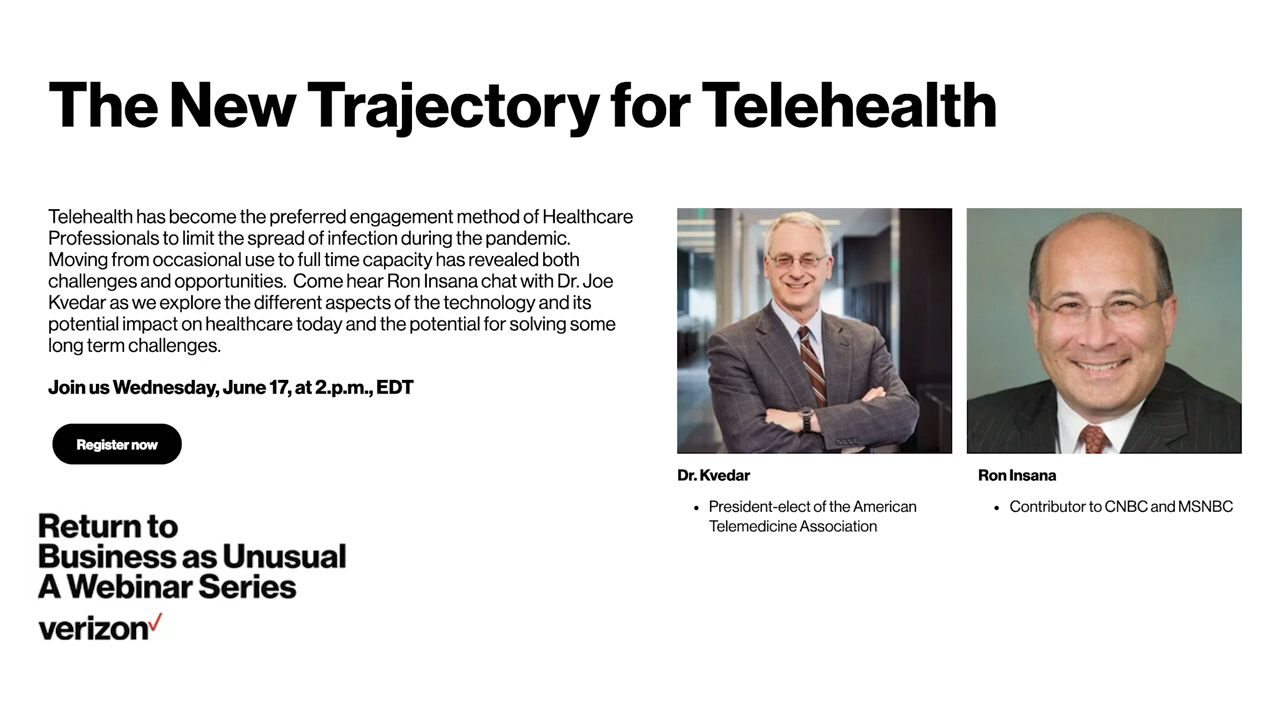 The New Trajectory for Telehealth
Telehealth has become the preferred engagement method of Healthcare
Professionals to limit the spread of infection during the pandemic.
Moving from occasional use to full time capacity has revealed both
challenges and opportunities.  Come hear Ron Insana chat with Dr. Joe
Kvedar as we explore the different aspects of the technology and its
potential impact on healthcare today and the potential for solving some
long term challenges.
Join us Wednesday, June 17, at 2.p.m., EDT
Register now
Return to
Business as Unusual
A Webinar Series
verizon✓
Dr. Kvedar
• President-elect of the American
Telemedicine Association
Ron Insana
• Contributor to CNBC and MSNBC